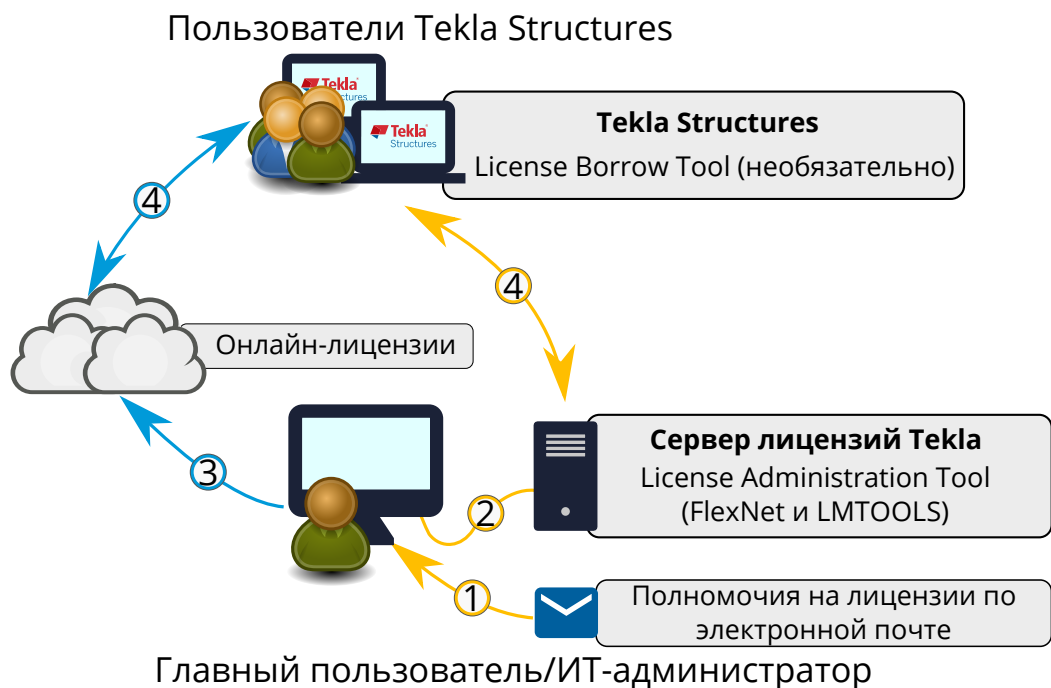 Пользователи Tekla Structures
Tekla
Structures
Tekla
Structures
Tekla Structures
License Borrow Tool (необязательно)
4
4
Онлайн-лицензии
3
2
Сервер лицензий Tekla
License Administration Tool
(FlexNet и LMTOOLS)
1
Полномочия на лицензии по
электронной почте
Главный пользователь/ИТ-администратор